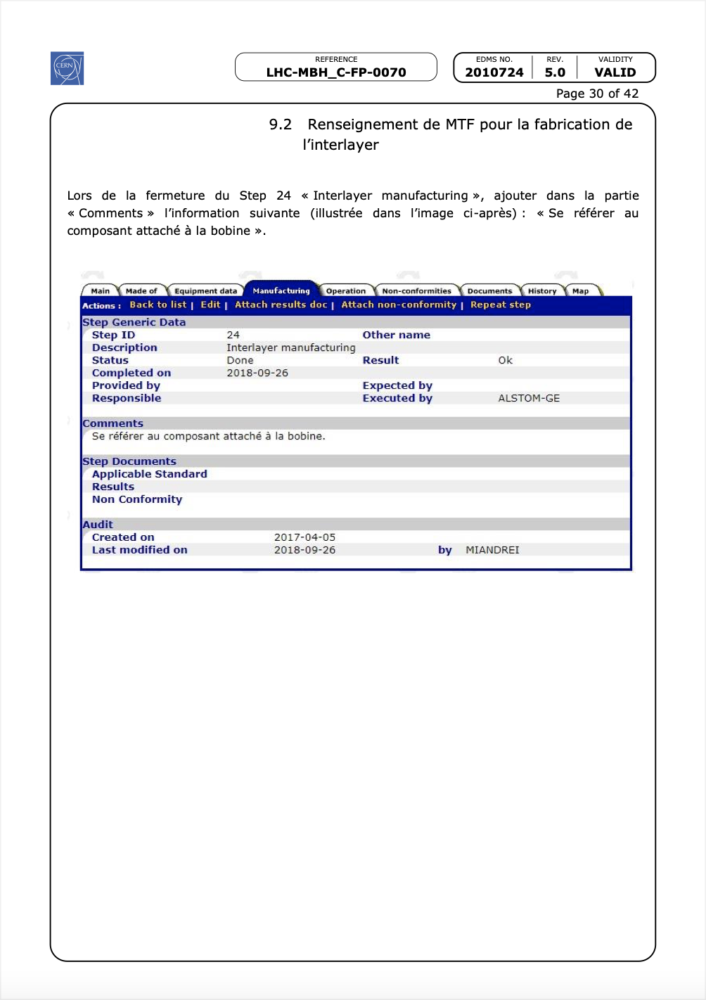 CERN
REFERENCE
LHC-MBH_C-FP-0070
EDMS NO. REV. VALIDITY
2010724 5.0 VALID
Page 30 of 42
9.2 Renseignement de MTF pour la fabrication de
l’interlayer
Lors de la fermeture du Step 24 « Interlayer manufacturing », ajouter dans la partie
« Comments » l’information suivante (illustrée dans l’image ci-après) : « Se référer au
composant attaché à la bobine ».
Main Made of Equipment data Manufacturing Operation Non-conformities Documents History Map
Actions : Back to list | Edit | Attach results doc | Attach non-conformity | Repeat step
Step Generic Data
Step ID 24 Other name
Description Interlayer manufacturing
Status Done Result Ok
Completed on 2018-09-26
Provided by Expected by
Responsible Executed by ALSTOM-GE
Comments
Se référer au composant attaché à la bobine.
Step Documents
Applicable Standard
Results
Non Conformity
Audit
Created on 2017-04-05
Last modified on 2018-09-26 by MIANDREI